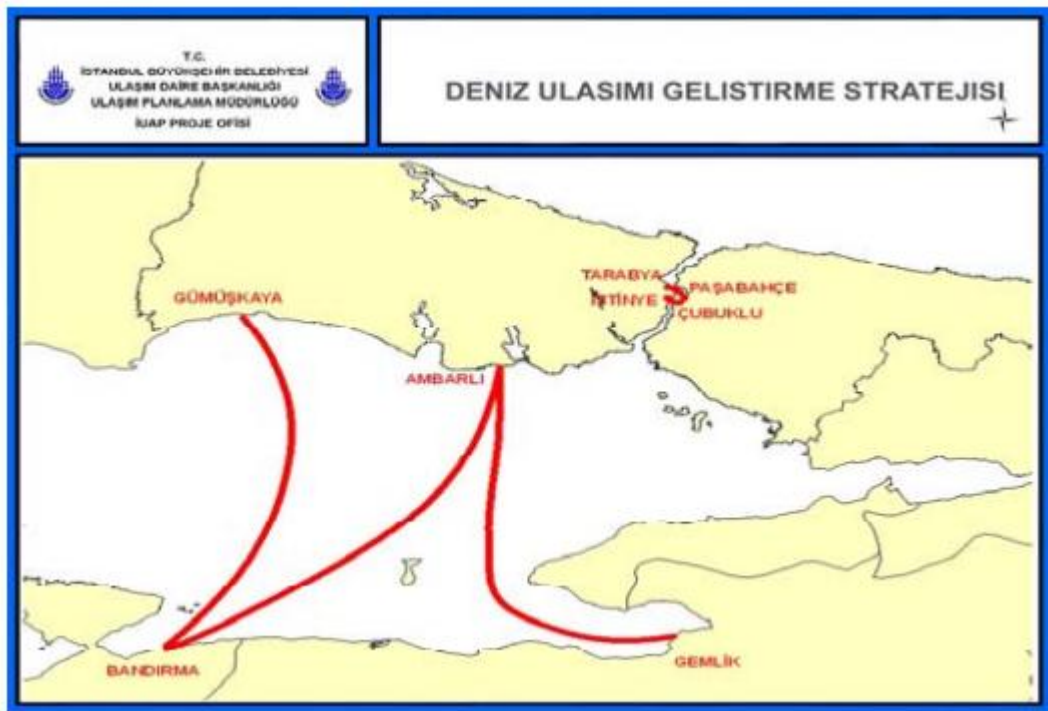 T.C.
İSTANBUL BÜYÜKŞEHİR BELEDİYESİ
ULAŞIM DAİRE BAŞKANLIĞI
ULAŞIM PLANLAMA MÜDÜRLÜĞÜ
İUAP PROJE OFİSİ
DENIZ ULASIMI GELISTIRME STRATEJISI
TARABYA
PAŞABAHÇE
GÜMÜŞKAYA
İSTİNYE
ÇUBUKLU
AMBARLI
BANDIRMA
GEMLİK